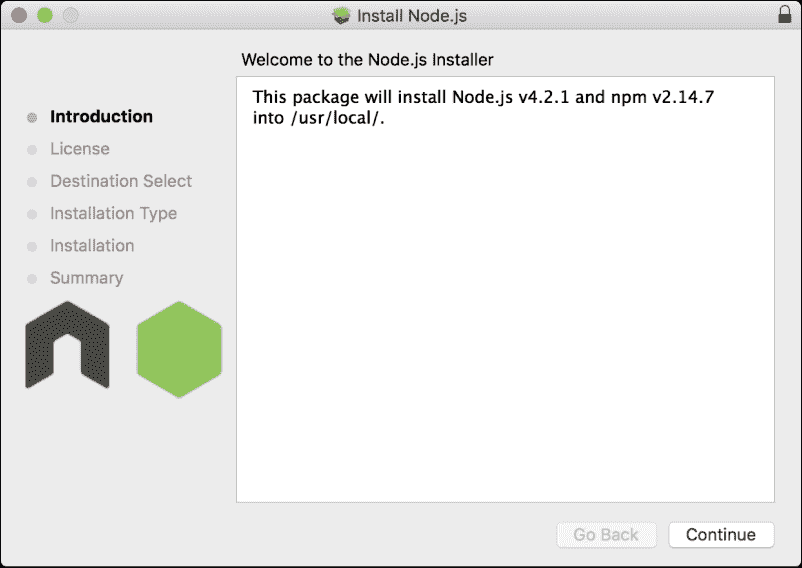 Install Node.js
Welcome to the Node.js Installer
Introduction
License
Destination Select
Installation Type
Installation
Summary
This package will install Node.js v4.2.1 and npm v2.14.7
into /usr/local/.
Go Back
Continue